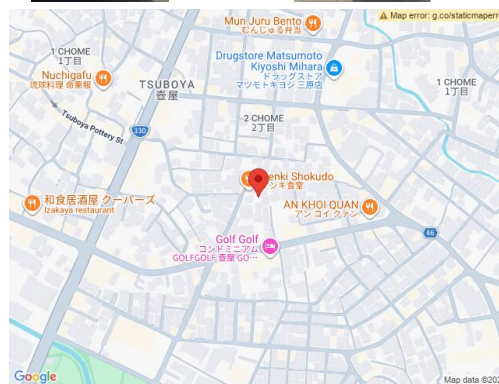 Map error: g.co/staticmaperr
Mun Juru Bento
むんじゅる弁当
1 CHOME
1丁目
Drugstore Matsumoto
Kiyoshi Mihara
ドラッグストア
マツモトキヨシ 三原店
1 CHOME
1丁目
Nuchigafu
琉球料理 命果報
TSUBOYA
壺屋
Tsuboya Pottery St
330
2 CHOME
2丁目
enki Shokudo
ンキ食堂
和食居酒屋 クーバーズ
Izakaya restaurant
AN KHOI QUAN
アン コイ クァン
46
Golf Golf
コンドミニアム
GOLFGOLF 壺屋 GO…
Google
Map data ©202